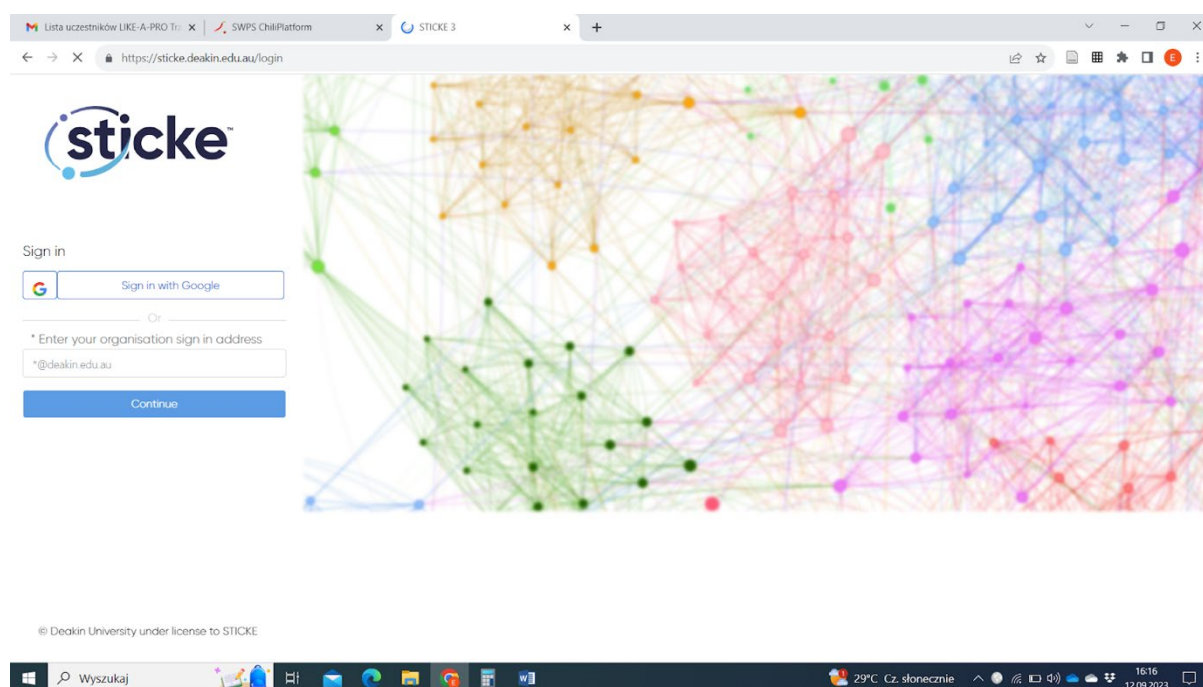 Lista uczestników LIKE-A-PRO Tra
SWPS ChiliPlatform
STICKE 3
https://sticke.deakin.edu.au/login
E
sticke™
Sign in
G
Sign in with Google
Or
* Enter your organisation sign in address
*@deakin.edu.au
Continue
© Deakin University under license to STICKE
Wyszukaj
29°C Cz. słonecznie
16:16
12.09.2023